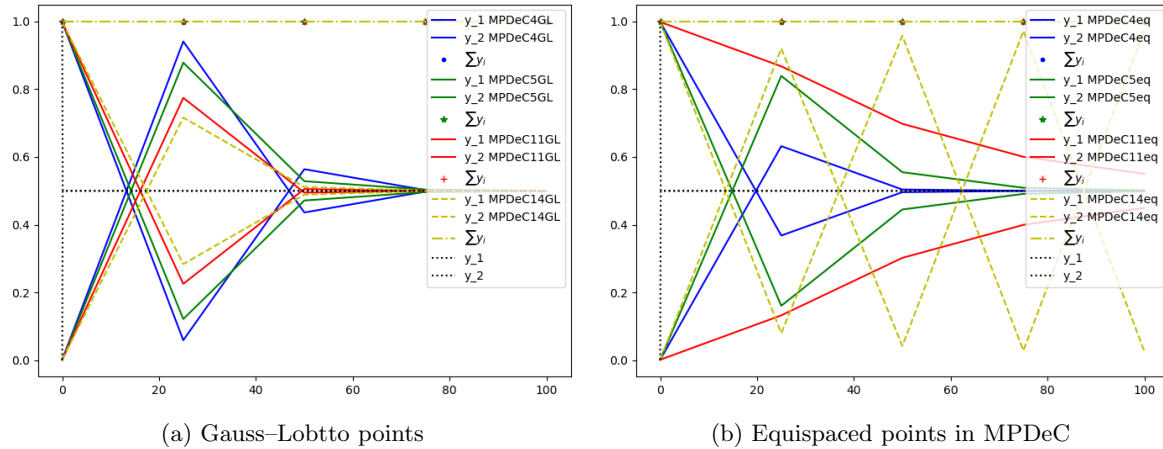 1.0
0.8
0.6
0.4
0.2
0.0
0 20 40 60 80 100
y_1 MPDeC4GL
y_2 MPDeC4GL
∑y_i
y_1 MPDeC5GL
y_2 MPDeC5GL
∑y_i
y_1 MPDeC11GL
y_2 MPDeC11GL
∑y_i
y_1 MPDeC14GL
y_2 MPDeC14GL
∑y_i
y_1
y_2
(a) Gauss–Lobtto points
1.0
0.8
0.6
0.4
0.2
0.0
0 20 40 60 80 100
y_1 MPDeC4eq
y_2 MPDeC4eq
∑y_i
y_1 MPDeC5eq
y_2 MPDeC5eq
∑y_i
y_1 MPDeC11eq
y_2 MPDeC11eq
∑y_i
y_1 MPDeC14eq
y_2 MPDeC14eq
∑y_i
y_1
y_2
(b) Equispaced points in MPDeC